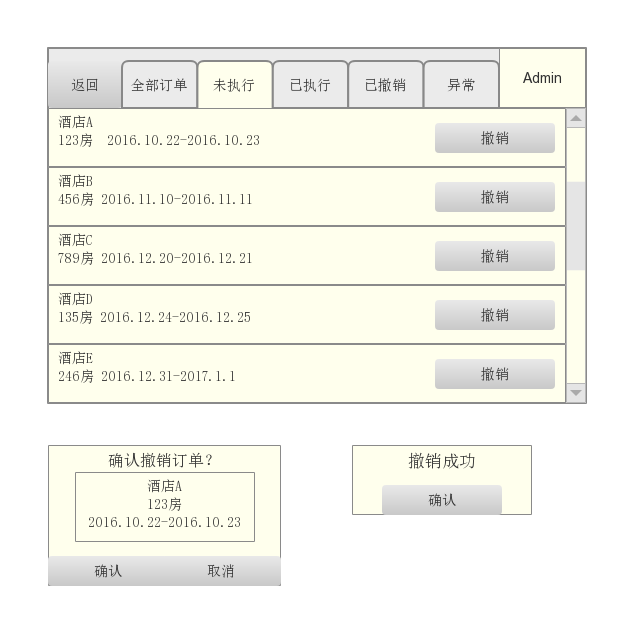 返回 全部订单 未执行 已执行 已撤销 异常 Admin
酒店A
123房 2016.10.22-2016.10.23 撤销
酒店B
456房 2016.11.10-2016.11.11 撤销
酒店C
789房 2016.12.20-2016.12.21 撤销
酒店D
135房 2016.12.24-2016.12.25 撤销
酒店E
246房 2016.12.31-2017.1.1 撤销
确认撤销订单？
酒店A
123房
2016.10.22-2016.10.23
确认 取消
撤销成功
确认